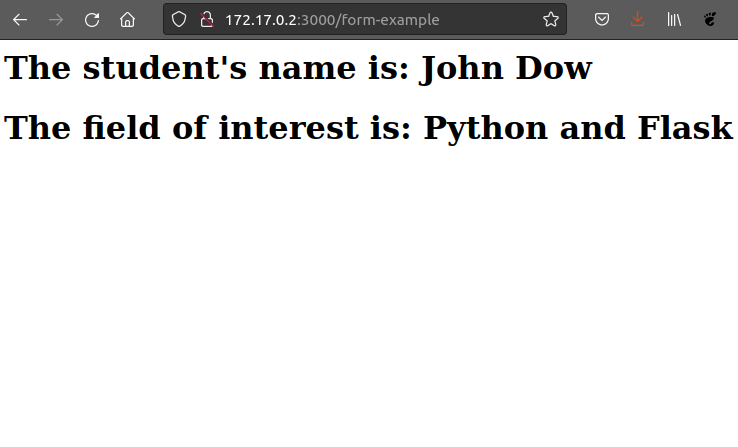 172.17.0.2:3000/form-example
The student's name is: John Dow
The field of interest is: Python and Flask